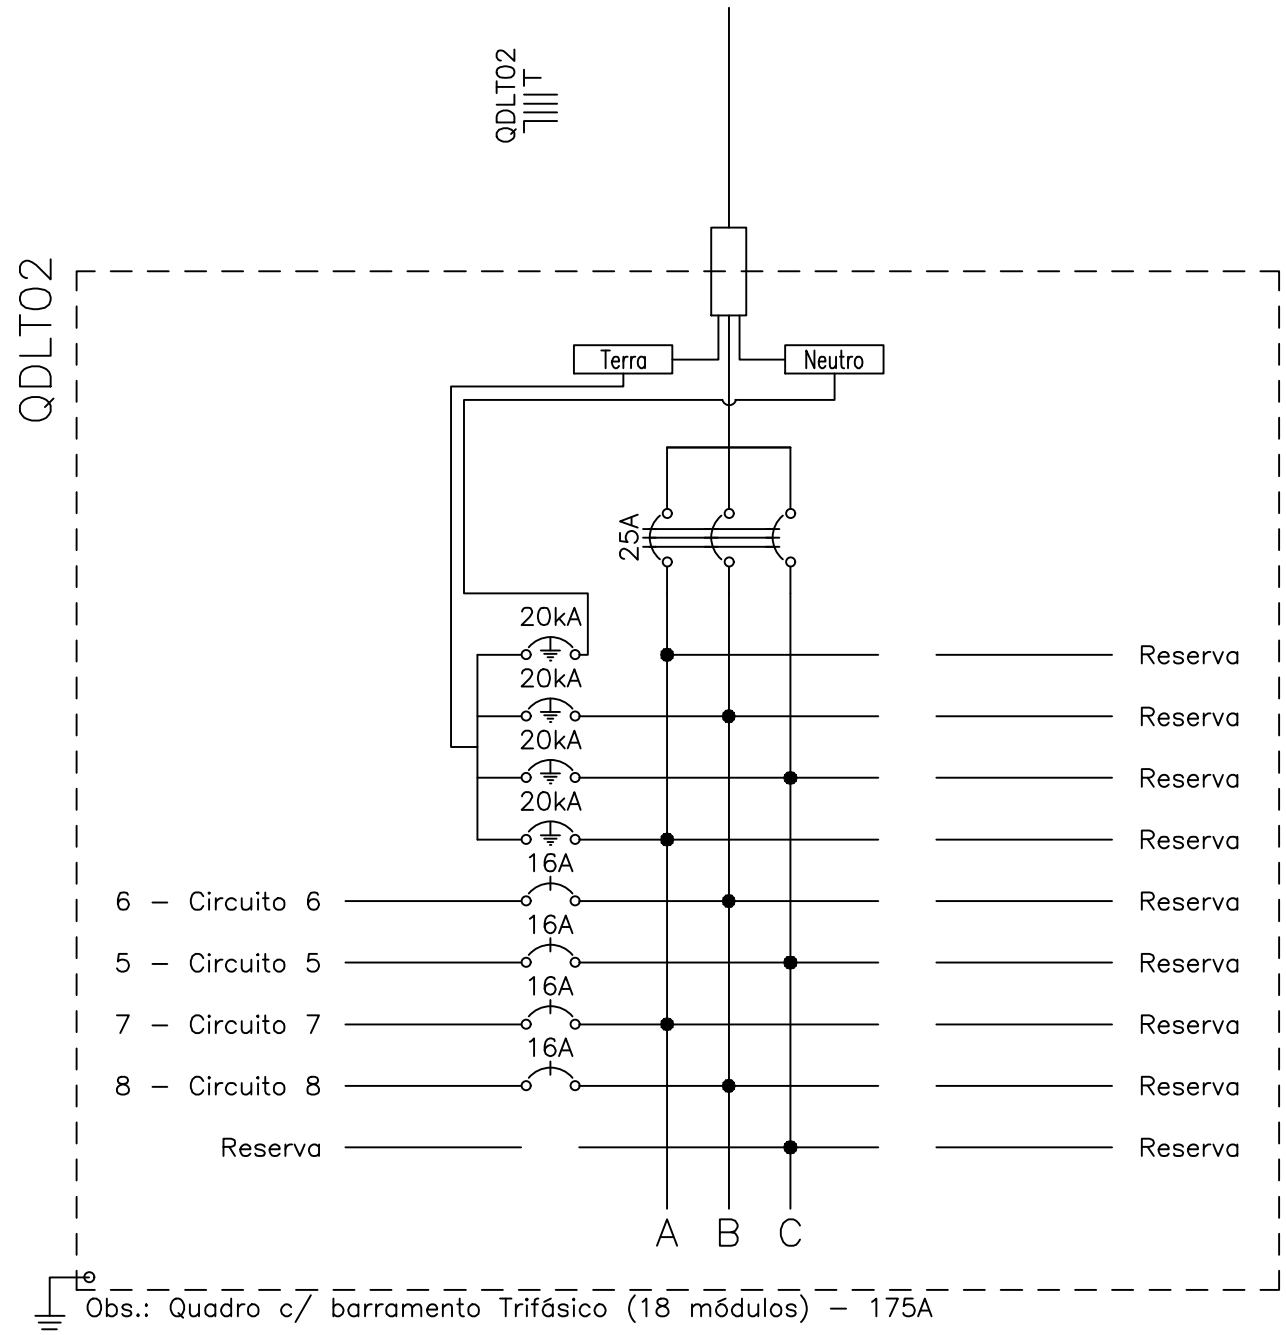 QDLT02
T
QDLT02
Terra
Neutro
25A
20kA
Reserva
20kA
Reserva
20kA
Reserva
20kA
Reserva
16A
6 - Circuito 6
Reserva
16A
5 - Circuito 5
Reserva
16A
7 - Circuito 7
Reserva
16A
8 - Circuito 8
Reserva
Reserva
Reserva
A B C
Obs.: Quadro c/ barramento Trifásico (18 módulos) - 175A